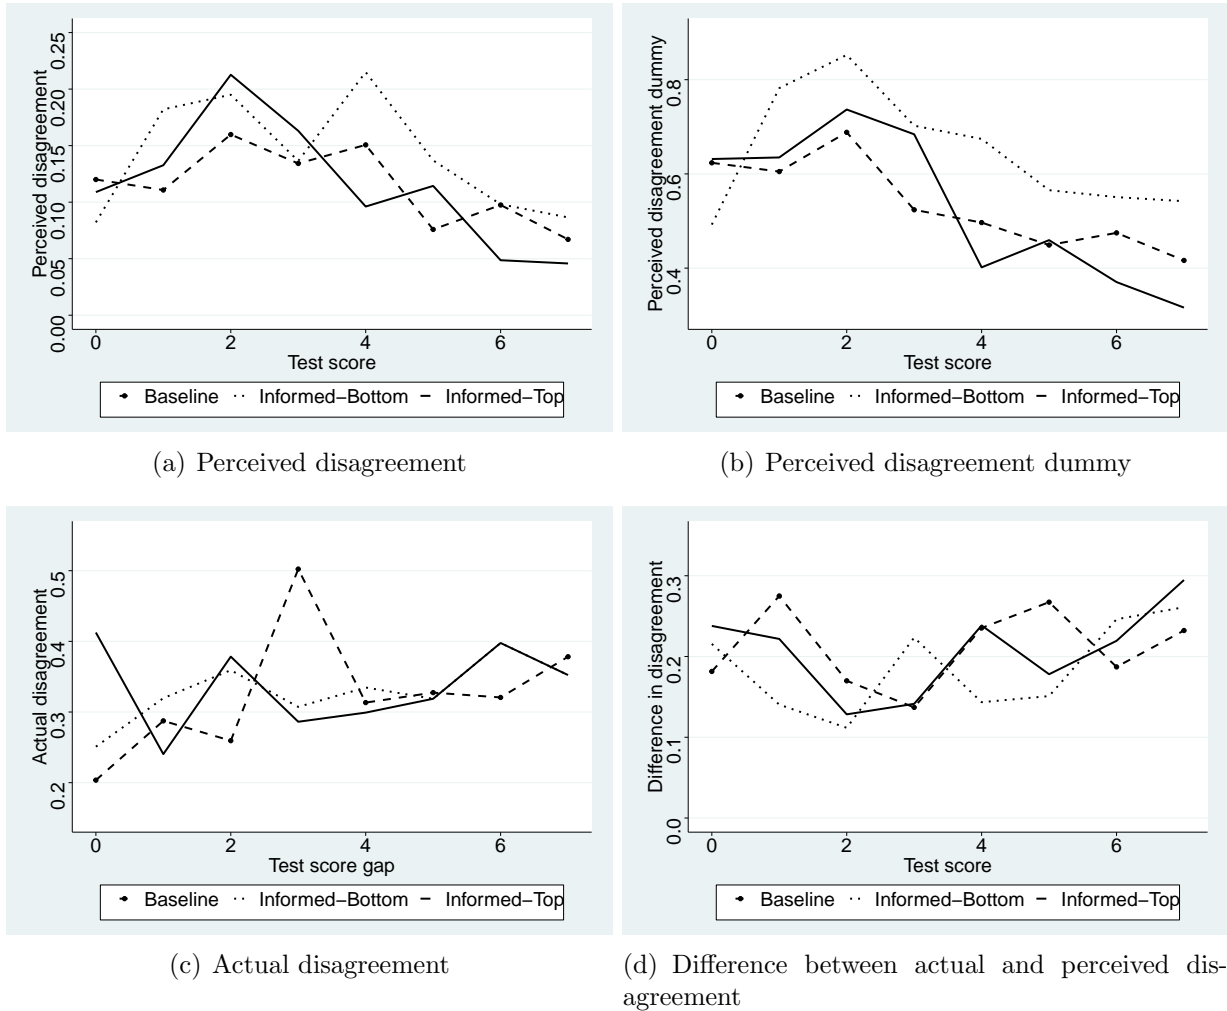 Perceived disagreement
0.00 0.05 0.10 0.15 0.20 0.25
0 2 4 6
Test score
Baseline Informed−Bottom Informed−Top
(a) Perceived disagreement
Perceived disagreement dummy
0.4 0.6 0.8
0 2 4 6
Test score
Baseline Informed−Bottom Informed−Top
(b) Perceived disagreement dummy
Actual disagreement
0.2 0.3 0.4 0.5
0 2 4 6
Test score gap
Baseline Informed−Bottom Informed−Top
(c) Actual disagreement
Difference in disagreement
0.0 0.1 0.2 0.3
0 2 4 6
Test score
Baseline Informed−Bottom Informed−Top
(d) Difference between actual and perceived dis-
agreement